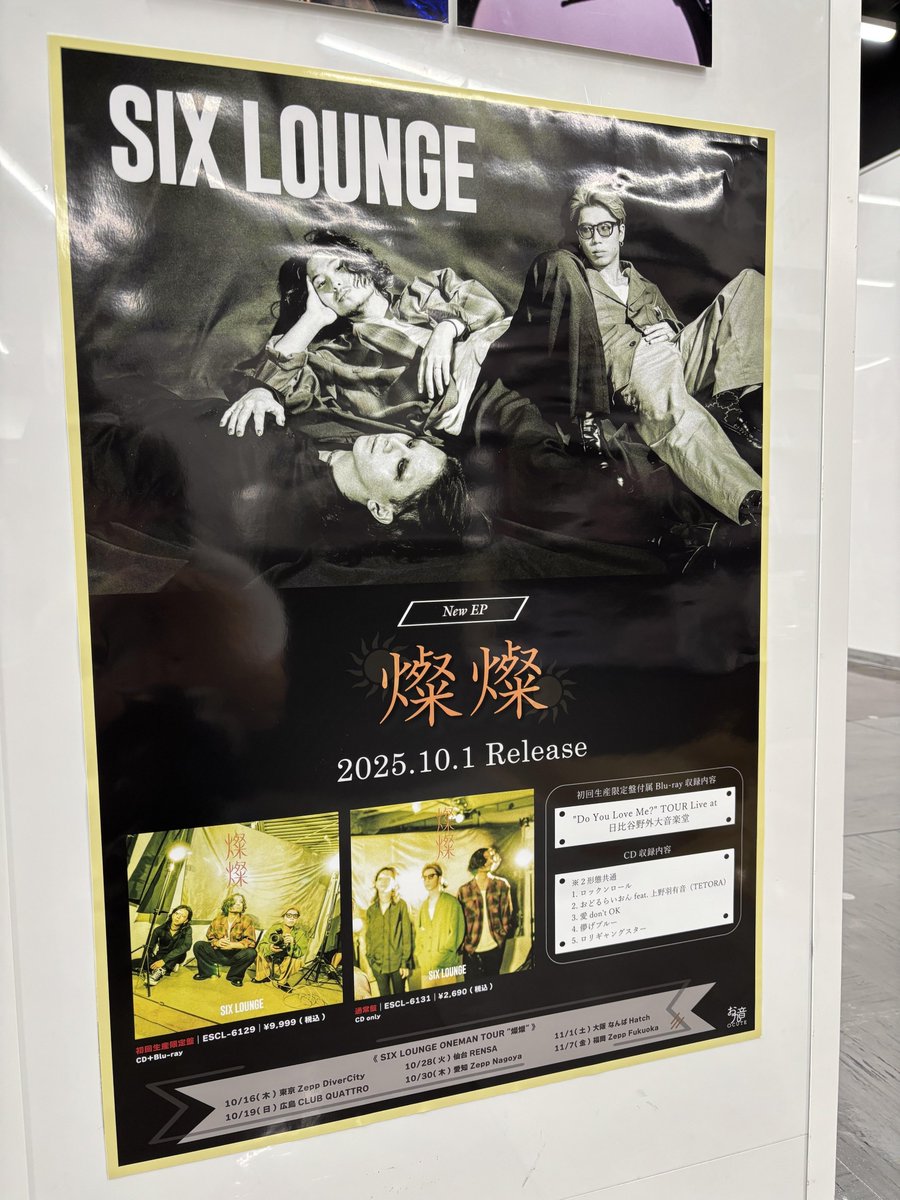 SIX LOUNGE
New EP
燦燦
2025.10.1 Release
燦燦
SIX LOUNGE
初回生産限定盤 | ESCL-6129 | ¥9,999 (税込)
CD+Blu-ray
燦燦
SIX LOUNGE
通常盤 | ESCL-6131 | ¥2,690 (税込)
CD only
初回生産限定盤付属 Blu-ray 収録内容
"Do You Love Me?" TOUR Live at
日比谷野外大音楽堂
CD 収録内容
※2形態共通
1. ロックンロール
2. おどるらいおん feat. 上野羽有音（TETORA）
3. 愛 don't OK
4. 儚げブルー
5. ロリギャングスター
《 SIX LOUNGE ONEMAN TOUR "燦燦" 》
10/16(木) 東京 Zepp DiverCity
10/19(日) 広島 CLUB QUATTRO
10/28(火) 仙台 RENSA
10/30(木) 愛知 Zepp Nagoya
11/1(土) 大阪 なんば Hatch
11/7(金) 福岡 Zepp Fukuoka